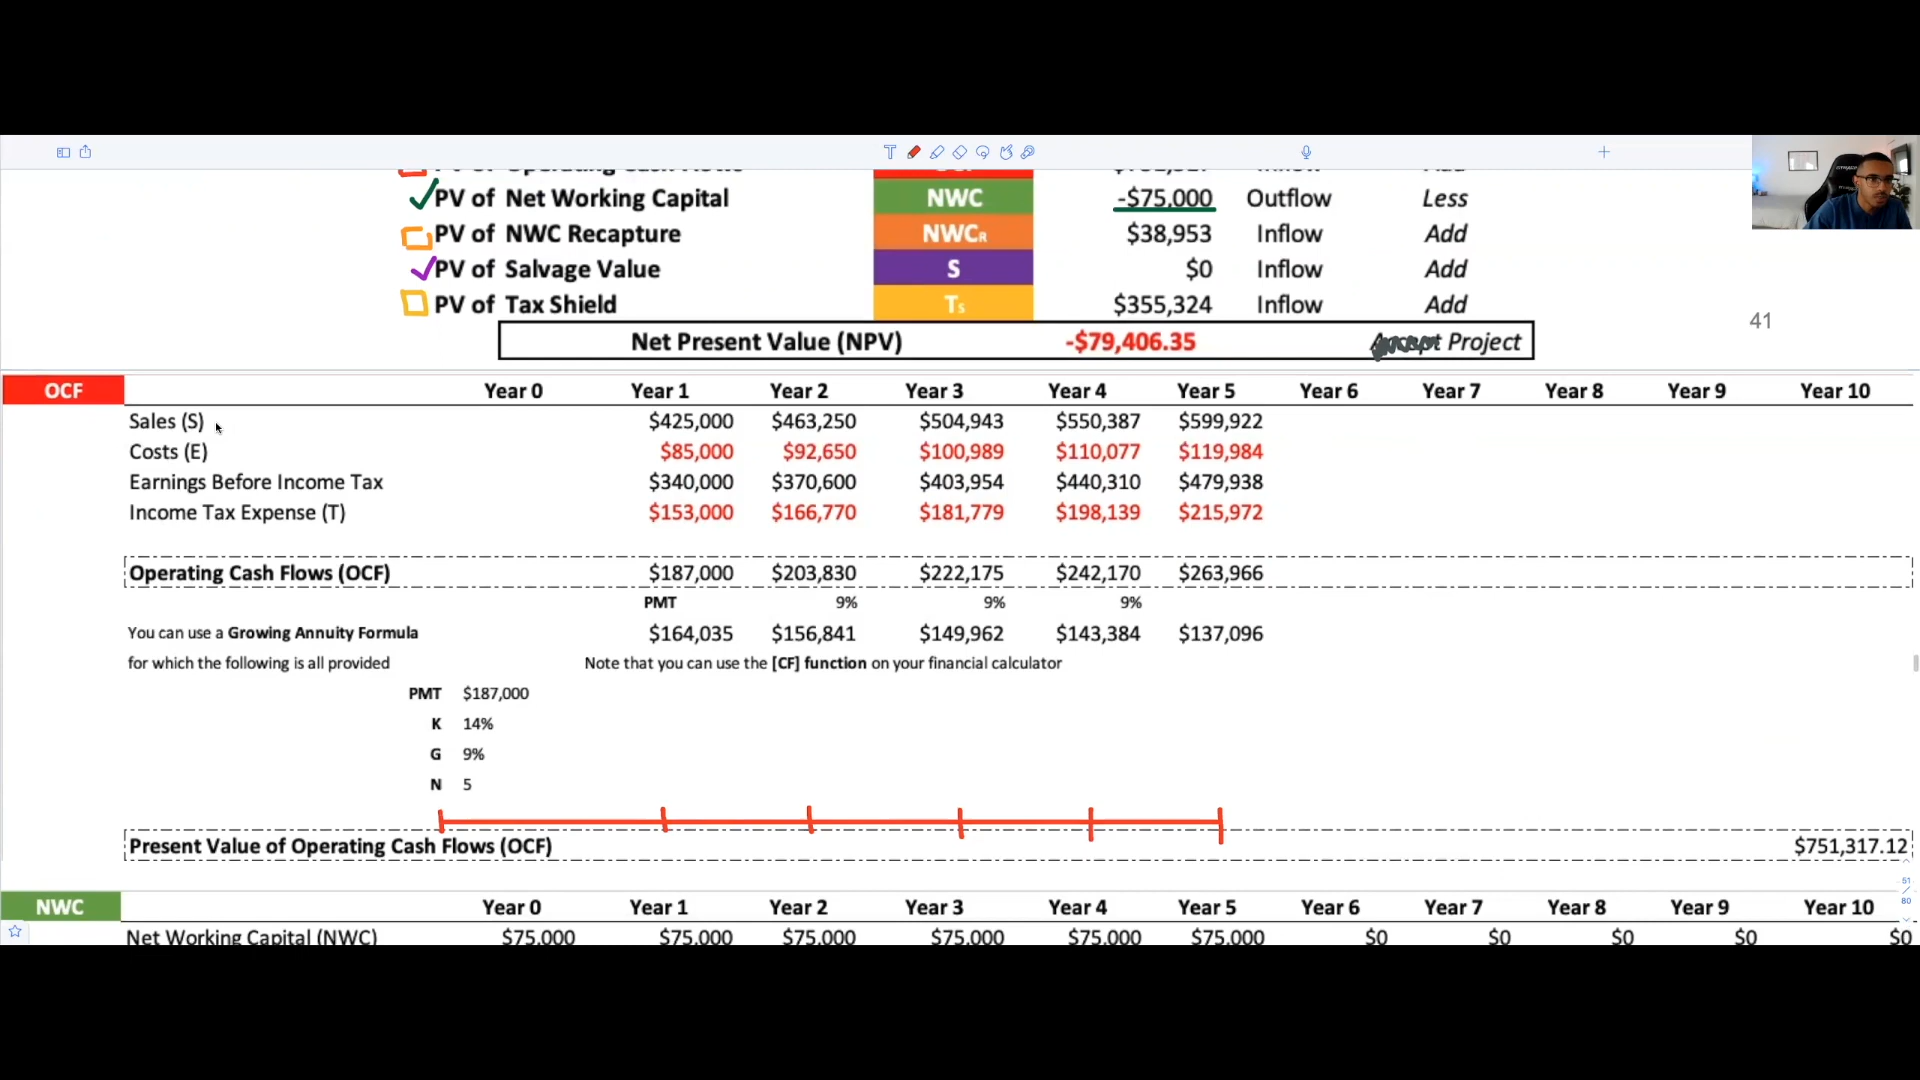 PV of Net Working Capital NWC -$75,000 Outflow Less
PV of NWC Recapture NWCR $38,953 Inflow Add
PV of Salvage Value S $0 Inflow Add
PV of Tax Shield Ts $355,324 Inflow Add
41
Net Present Value (NPV) -$79,406.35 Project
OCF Year 0 Year 1 Year 2 Year 3 Year 4 Year 5 Year 6 Year 7 Year 8 Year 9 Year 10
Sales (S) $425,000 $463,250 $504,943 $550,387 $599,922
Costs (E) $85,000 $92,650 $100,989 $110,077 $119,984
Earnings Before Income Tax $340,000 $370,600 $403,954 $440,310 $479,938
Income Tax Expense (T) $153,000 $166,770 $181,779 $198,139 $215,972
Operating Cash Flows (OCF) $187,000 $203,830 $222,175 $242,170 $263,966
PMT 9% 9% 9%
You can use a Growing Annuity Formula $164,035 $156,841 $149,962 $143,384 $137,096
for which the following is all provided Note that you can use the [CF] function on your financial calculator
PMT $187,000
K 14%
G 9%
N 5
Present Value of Operating Cash Flows (OCF) $751,317.12
51
80
NWC Year 0 Year 1 Year 2 Year 3 Year 4 Year 5 Year 6 Year 7 Year 8 Year 9 Year 10
Net Working Capital (NWC) $75,000 $75,000 $75,000 $75,000 $75,000 $75,000 $0 $0 $0 $0 $0